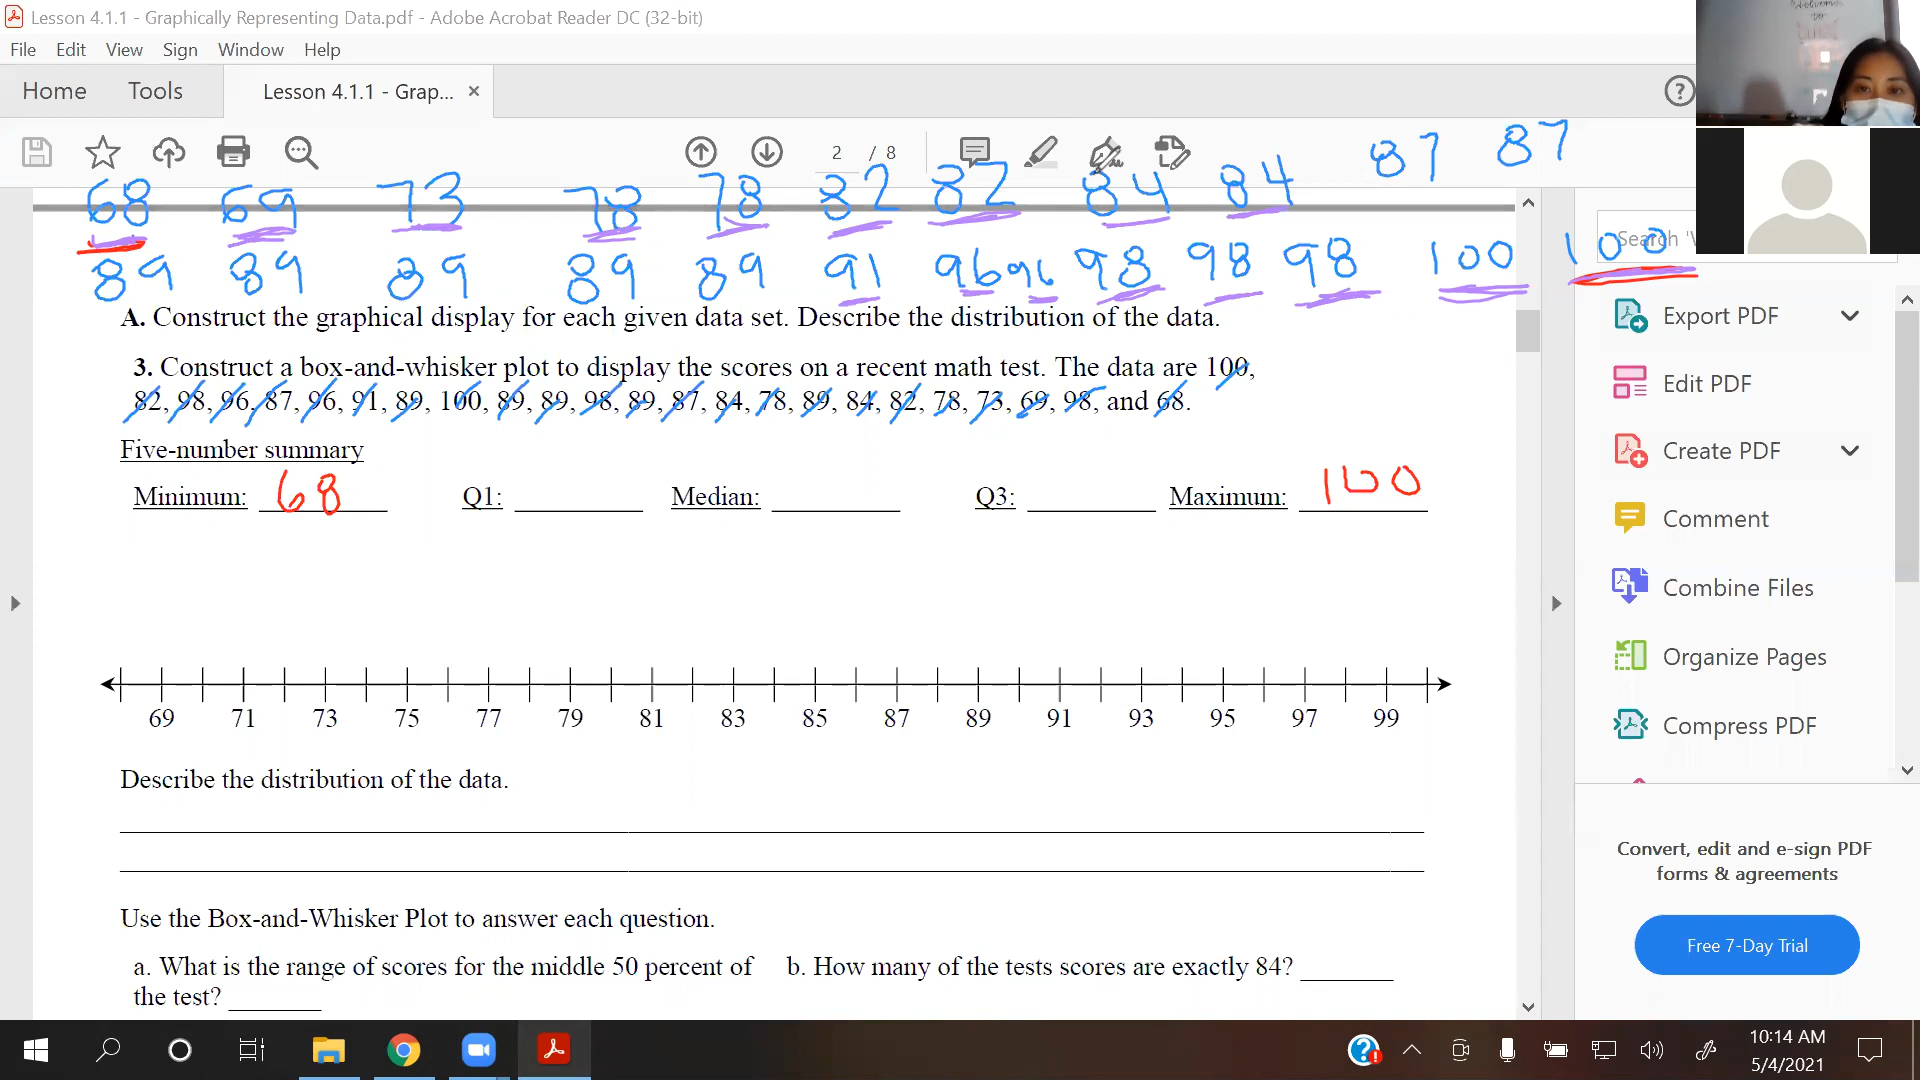 Lesson 4.1.1 - Graphically Representing Data.pdf - Adobe Acrobat Reader DC (32-bit)
File Edit View Sign Window Help
Home Tools Lesson 4.1.1 - Grap... ×
2 / 8
87 87
68 69 73 78 78 82 82 84 84
89 89 89 89 89 91 96 96 98 98 98 100 100
Search
A. Construct the graphical display for each given data set. Describe the distribution of the data.
3. Construct a box-and-whisker plot to display the scores on a recent math test. The data are 100,
82, 98, 96, 87, 96, 91, 89, 100, 89, 89, 98, 89, 87, 84, 78, 89, 84, 82, 78, 73, 69, 98, and 68.
Five-number summary
Minimum: 68 Q1: Median: Q3: Maximum: 100
69 71 73 75 77 79 81 83 85 87 89 91 93 95 97 99
Describe the distribution of the data.
Use the Box-and-Whisker Plot to answer each question.
a. What is the range of scores for the middle 50 percent of
the test?
b. How many of the tests scores are exactly 84?
Export PDF
Edit PDF
Create PDF
Comment
Combine Files
Organize Pages
Compress PDF
Convert, edit and e-sign PDF
forms & agreements
Free 7-Day Trial
10:14 AM
5/4/2021